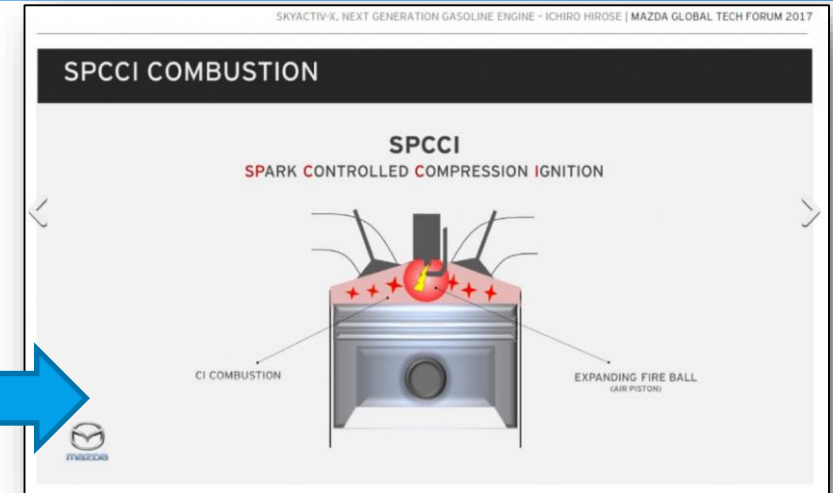 SKYACTIV-X, NEXT GENERATION GASOLINE ENGINE - ICHIRO HIROSE | MAZDA GLOBAL TECH FORUM 2017
SPCCI COMBUSTION
SPCCI
SPARK CONTROLLED COMPRESSION IGNITION
CI COMBUSTION
EXPANDING FIRE BALL
(AIR PISTON)
mazda